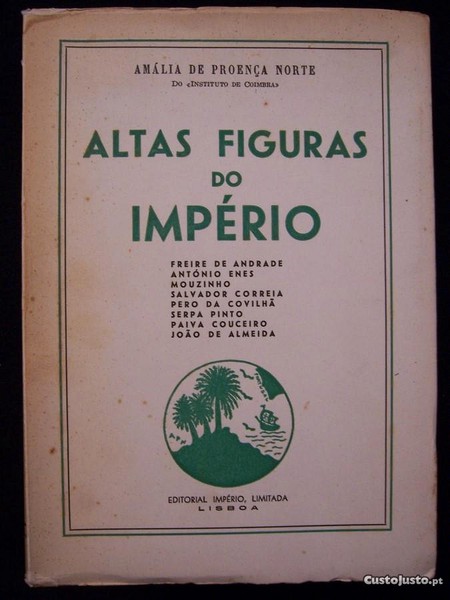 AMÁLIA DE PROENÇA NORTE
DO «INSTITUTO DE COIMBRA»
ALTAS FIGURAS
DO
IMPÉRIO
FREIRE DE ANDRADE
ANTÓNIO ENES
MOUZINHO
SALVADOR CORREIA
PERO DA COVILHÃ
SERPA PINTO
PAIVA COUCEIRO
JOÃO DE ALMEIDA
EDITORIAL IMPÉRIO, LIMITADA
LISBOA
CustoJusto.pt